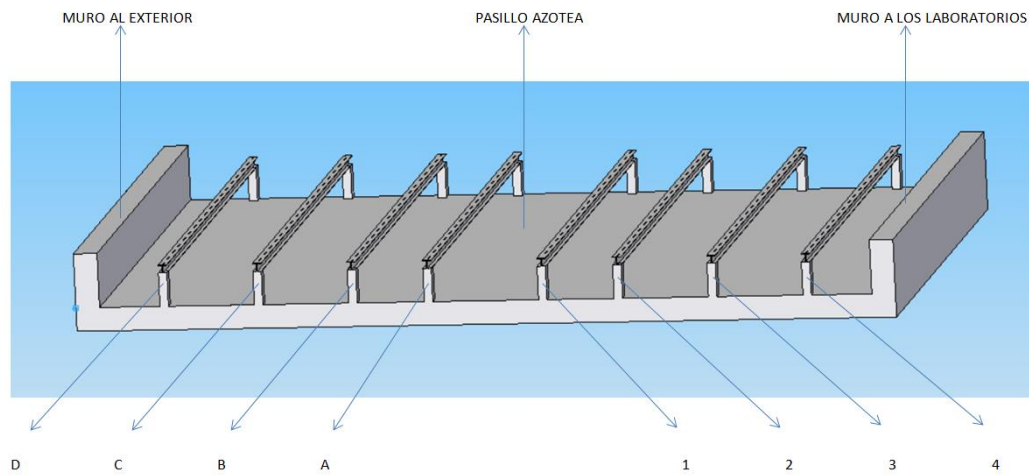 MURO AL EXTERIOR PASILLO AZOTEA MURO A LOS LABORATORIOS
D C B A 1 2 3 4